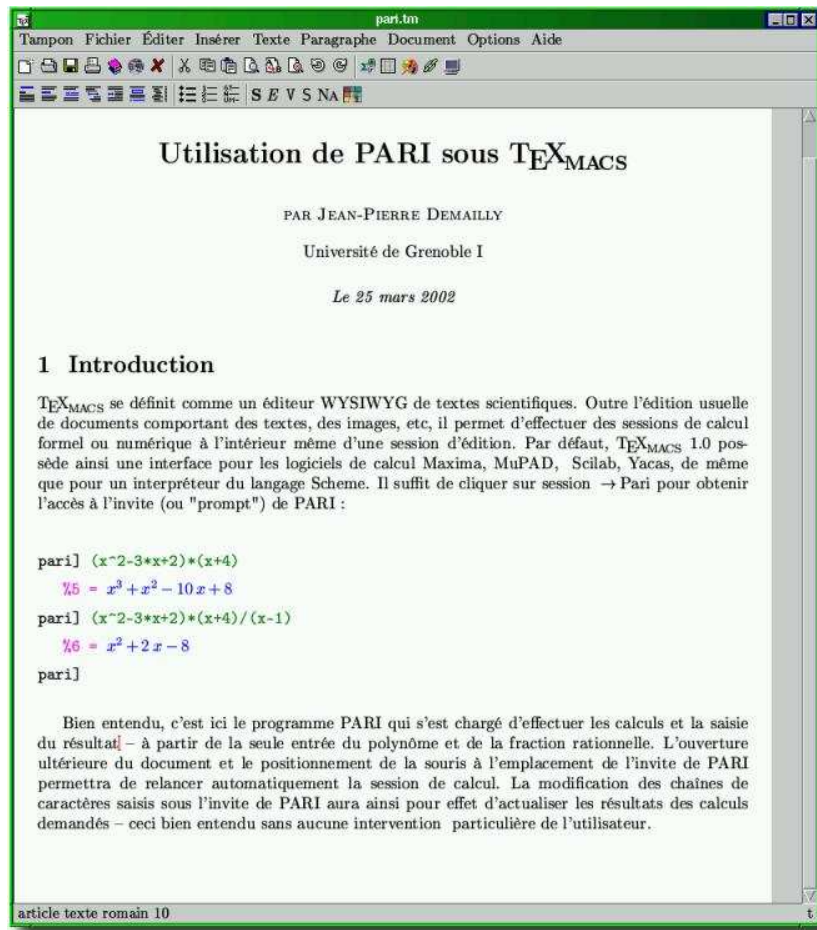 pari.tm
Tampon Fichier Éditer Insérer Texte Paragraphe Document Options Aide
S E V S NA
Utilisation de PARI sous TEXMACS
PAR JEAN-PIERRE DEMAILLY
Université de Grenoble I
Le 25 mars 2002
1 Introduction
TEXMACS se définit comme un éditeur WYSIWYG de textes scientifiques. Outre l'édition usuelle
de documents comportant des textes, des images, etc, il permet d'effectuer des sessions de calcul
formel ou numérique à l'intérieur même d'une session d'édition. Par défaut, TEXMACS 1.0 pos-
sède ainsi une interface pour les logiciels de calcul Maxima, MuPAD, Scilab, Yacas, de même
que pour un interpréteur du langage Scheme. Il suffit de cliquer sur session → Pari pour obtenir
l'accès à l'invite (ou "prompt") de PARI :
pari] (x^2-3*x+2)*(x+4)
%5 = x³ + x² − 10 x + 8
pari] (x^2-3*x+2)*(x+4)/(x-1)
%6 = x² + 2 x − 8
pari]
Bien entendu, c'est ici le programme PARI qui s'est chargé d'effectuer les calculs et la saisie
du résultat – à partir de la seule entrée du polynôme et de la fraction rationnelle. L'ouverture
ultérieure du document et le positionnement de la souris à l'emplacement de l'invite de PARI
permettra de relancer automatiquement la session de calcul. La modification des chaînes de
caractères saisis sous l'invite de PARI aura ainsi pour effet d'actualiser les résultats des calculs
demandés – ceci bien entendu sans aucune intervention particulière de l'utilisateur.
article texte romain 10
t